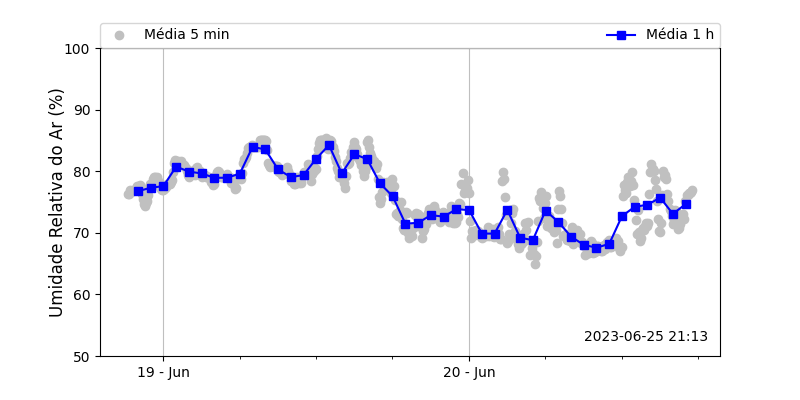 Média 5 min
Média 1 h
100
90
80
70
60
50
Umidade Relativa do Ar (%)
2023-06-25 21:13
19 - Jun
20 - Jun